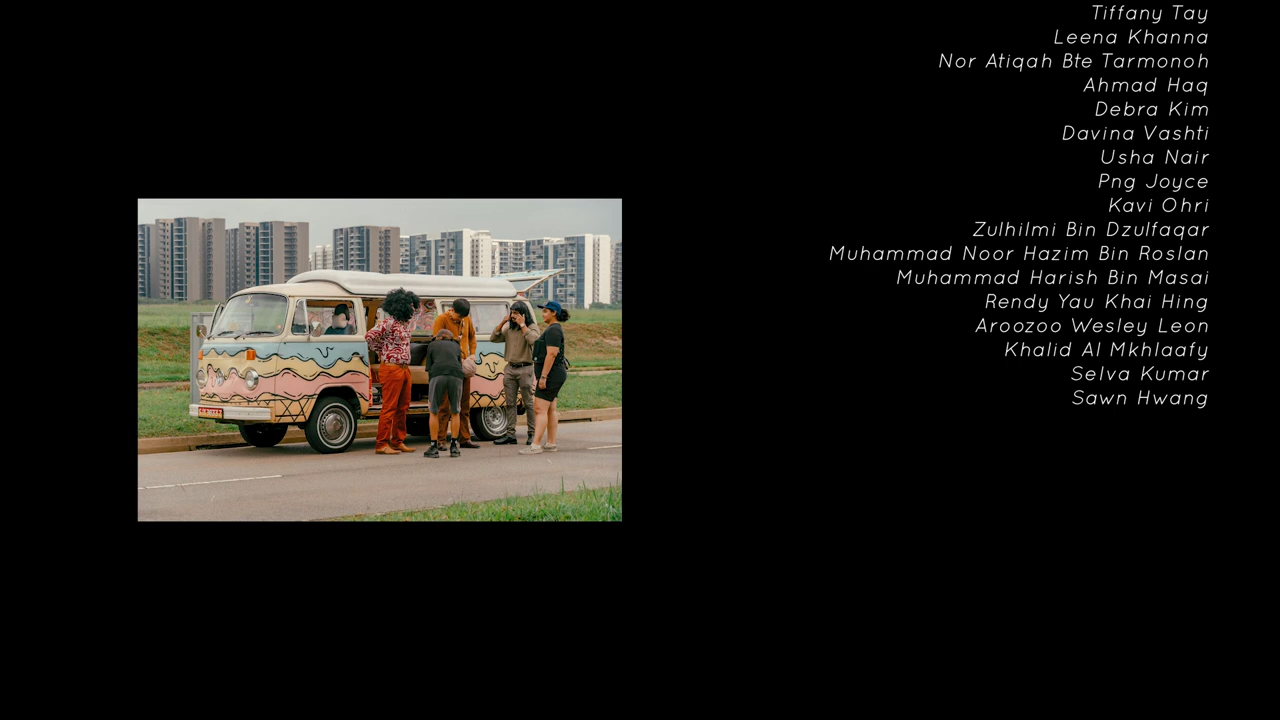 Tiffany Tay
Leena Khanna
Nor Atiqah Bte Tarmonoh
Ahmad Haq
Debra Kim
Davina Vashti
Usha Nair
Png Joyce
Kavi Ohri
Zulhilmi Bin Dzulfaqar
Muhammad Noor Hazim Bin Roslan
Muhammad Harish Bin Masai
Rendy Yau Khai Hing
Aroozoo Wesley Leon
Khalid Al Mkhlaafy
Selva Kumar
Sawn Hwang